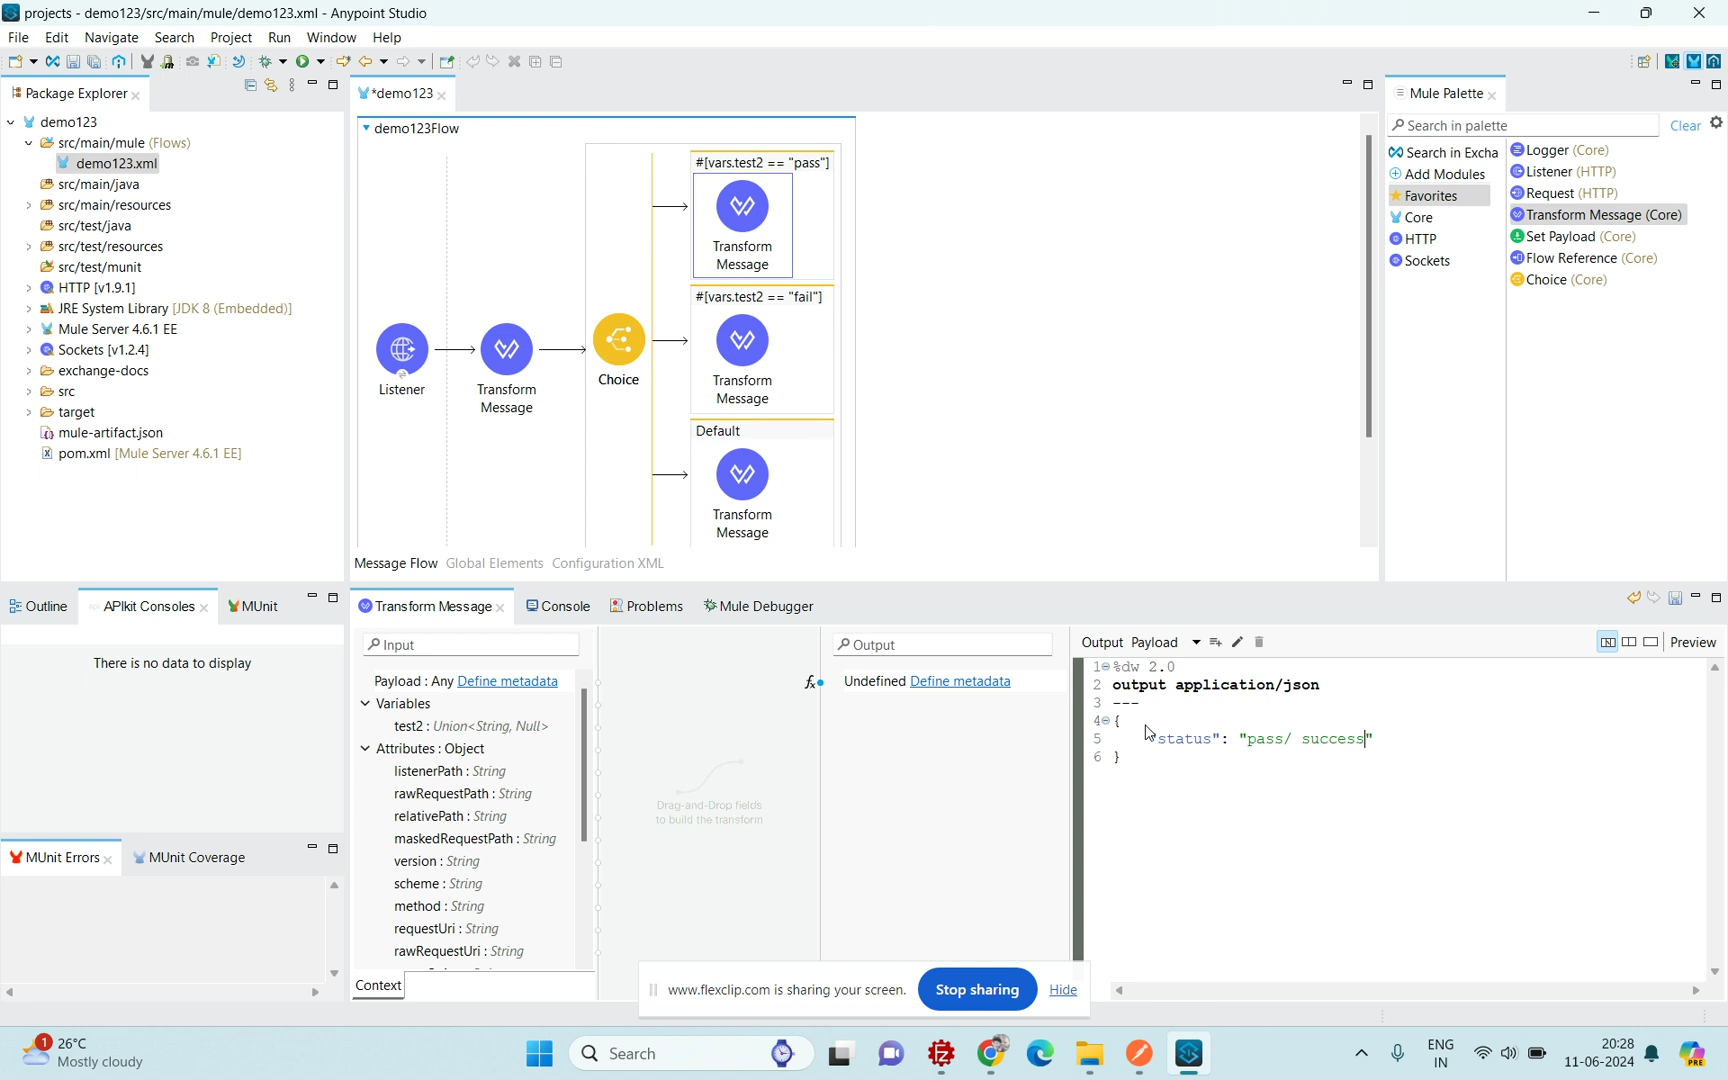 projects - demo123/src/main/mule/demo123.xml - Anypoint Studio
File Edit Navigate Search Project Run Window Help
Package Explorer
*demo123
Mule Palette
demo123
src/main/mule (Flows)
demo123.xml
src/main/java
src/main/resources
src/test/java
src/test/resources
src/test/munit
HTTP [v1.9.1]
JRE System Library [JDK 8 (Embedded)]
Mule Server 4.6.1 EE
Sockets [v1.2.4]
exchange-docs
src
target
mule-artifact.json
pom.xml [Mule Server 4.6.1 EE]
demo123Flow
#[vars.test2 == "pass"]
Transform
Message
#[vars.test2 == "fail"]
Transform
Message
Default
Transform
Message
Listener
Transform
Message
Choice
Message Flow Global Elements Configuration XML
Search in palette
Clear
Search in Excha
Add Modules
Favorites
Core
HTTP
Sockets
Logger (Core)
Listener (HTTP)
Request (HTTP)
Transform Message (Core)
Set Payload (Core)
Flow Reference (Core)
Choice (Core)
Outline
APIkit Consoles
MUnit
There is no data to display
MUnit Errors
MUnit Coverage
Transform Message
Console
Problems
Mule Debugger
Input
Payload : Any Define metadata
Variables
test2 : Union<String, Null>
Attributes : Object
listenerPath : String
rawRequestPath : String
relativePath : String
maskedRequestPath : String
version : String
scheme : String
method : String
requestUri : String
rawRequestUri : String
Context
Drag-and-Drop fields
to build the transform
fx
Output
Undefined Define metadata
Output Payload
Preview
1 %dw 2.0
2 output application/json
3 ---
4 {
5 "status": "pass/ success"
6 }
www.flexclip.com is sharing your screen.
Stop sharing
Hide
1
26°C
Mostly cloudy
Search
ENG
IN
20:28
11-06-2024
PRE